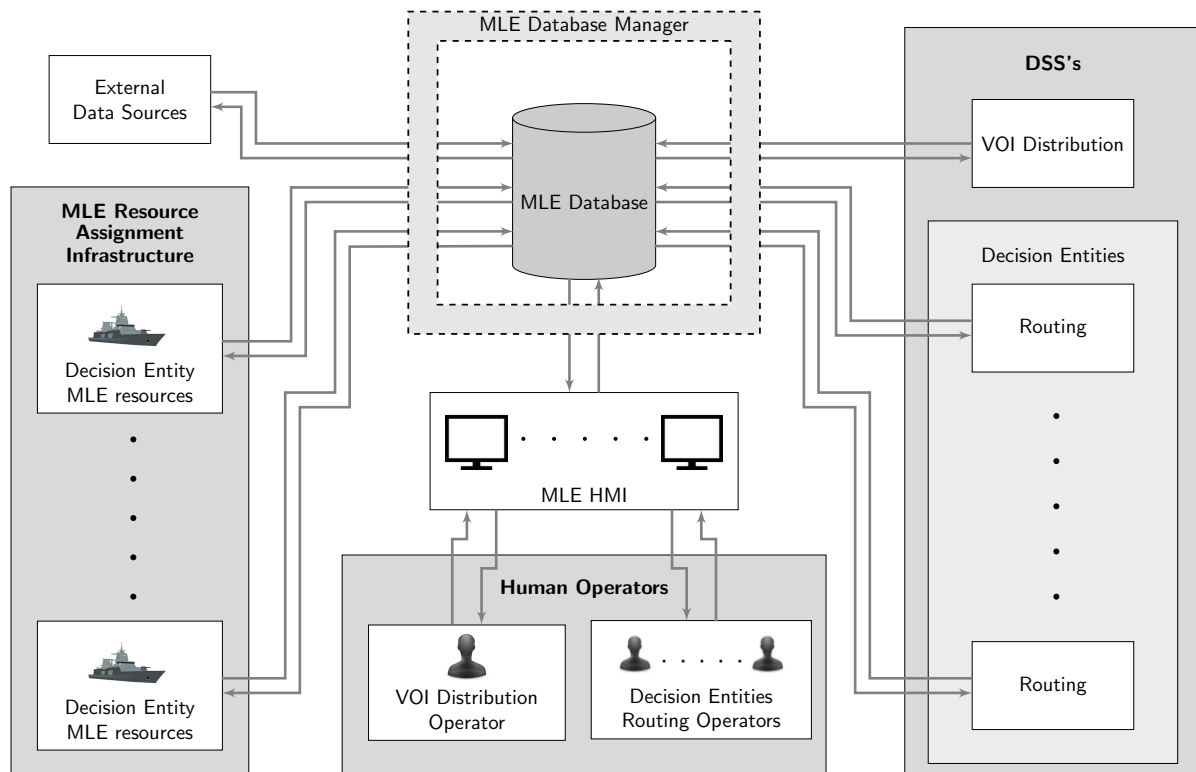 MLE Database Manager
External
Data Sources
MLE Database
DSS's
VOI Distribution
MLE Resource
Assignment
Infrastructure
Decision Entity
MLE resources
Decision Entity
MLE resources
Decision Entities
Routing
Routing
MLE HMI
Human Operators
VOI Distribution
Operator
Decision Entities
Routing Operators